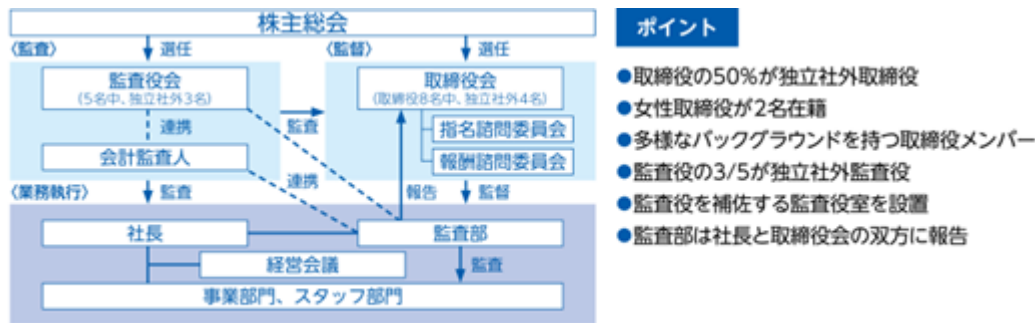 株主総会
〈監査〉
選任
〈監督〉
選任
監査役会
(5名中、独立社外3名)
連携
会計監査人
監査
取締役会
(取締役8名中、独立社外4名)
指名諮問委員会
報酬諮問委員会
〈業務執行〉
監査
連携
報告
監督
社長
監査部
経営会議
監査
事業部門、スタッフ部門
ポイント
●取締役の50%が独立社外取締役
●女性取締役が2名在籍
●多様なバックグラウンドを持つ取締役メンバー
●監査役の3/5が独立社外監査役
●監査役を補佐する監査役室を設置
●監査部は社長と取締役会の双方に報告